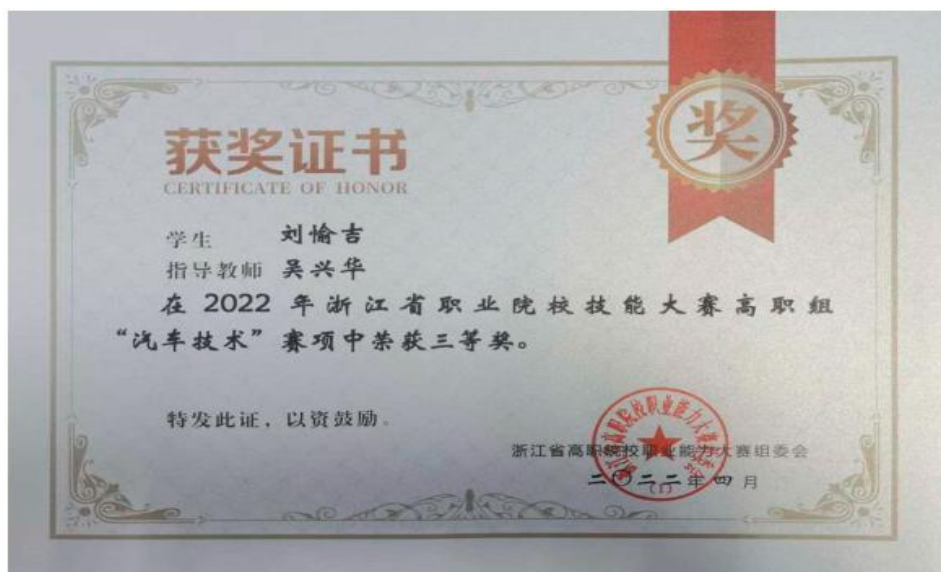 奖
获奖证书
CERTIFICATE OF HONOR
学生 刘愉吉
指导教师 吴兴华
在 2022 年浙江省职业院校技能大赛高职组
“汽车技术”赛项中荣获三等奖。
特发此证，以资鼓励。
浙江省高职院校职业能力大赛组委会
二〇二二年四月
(1)